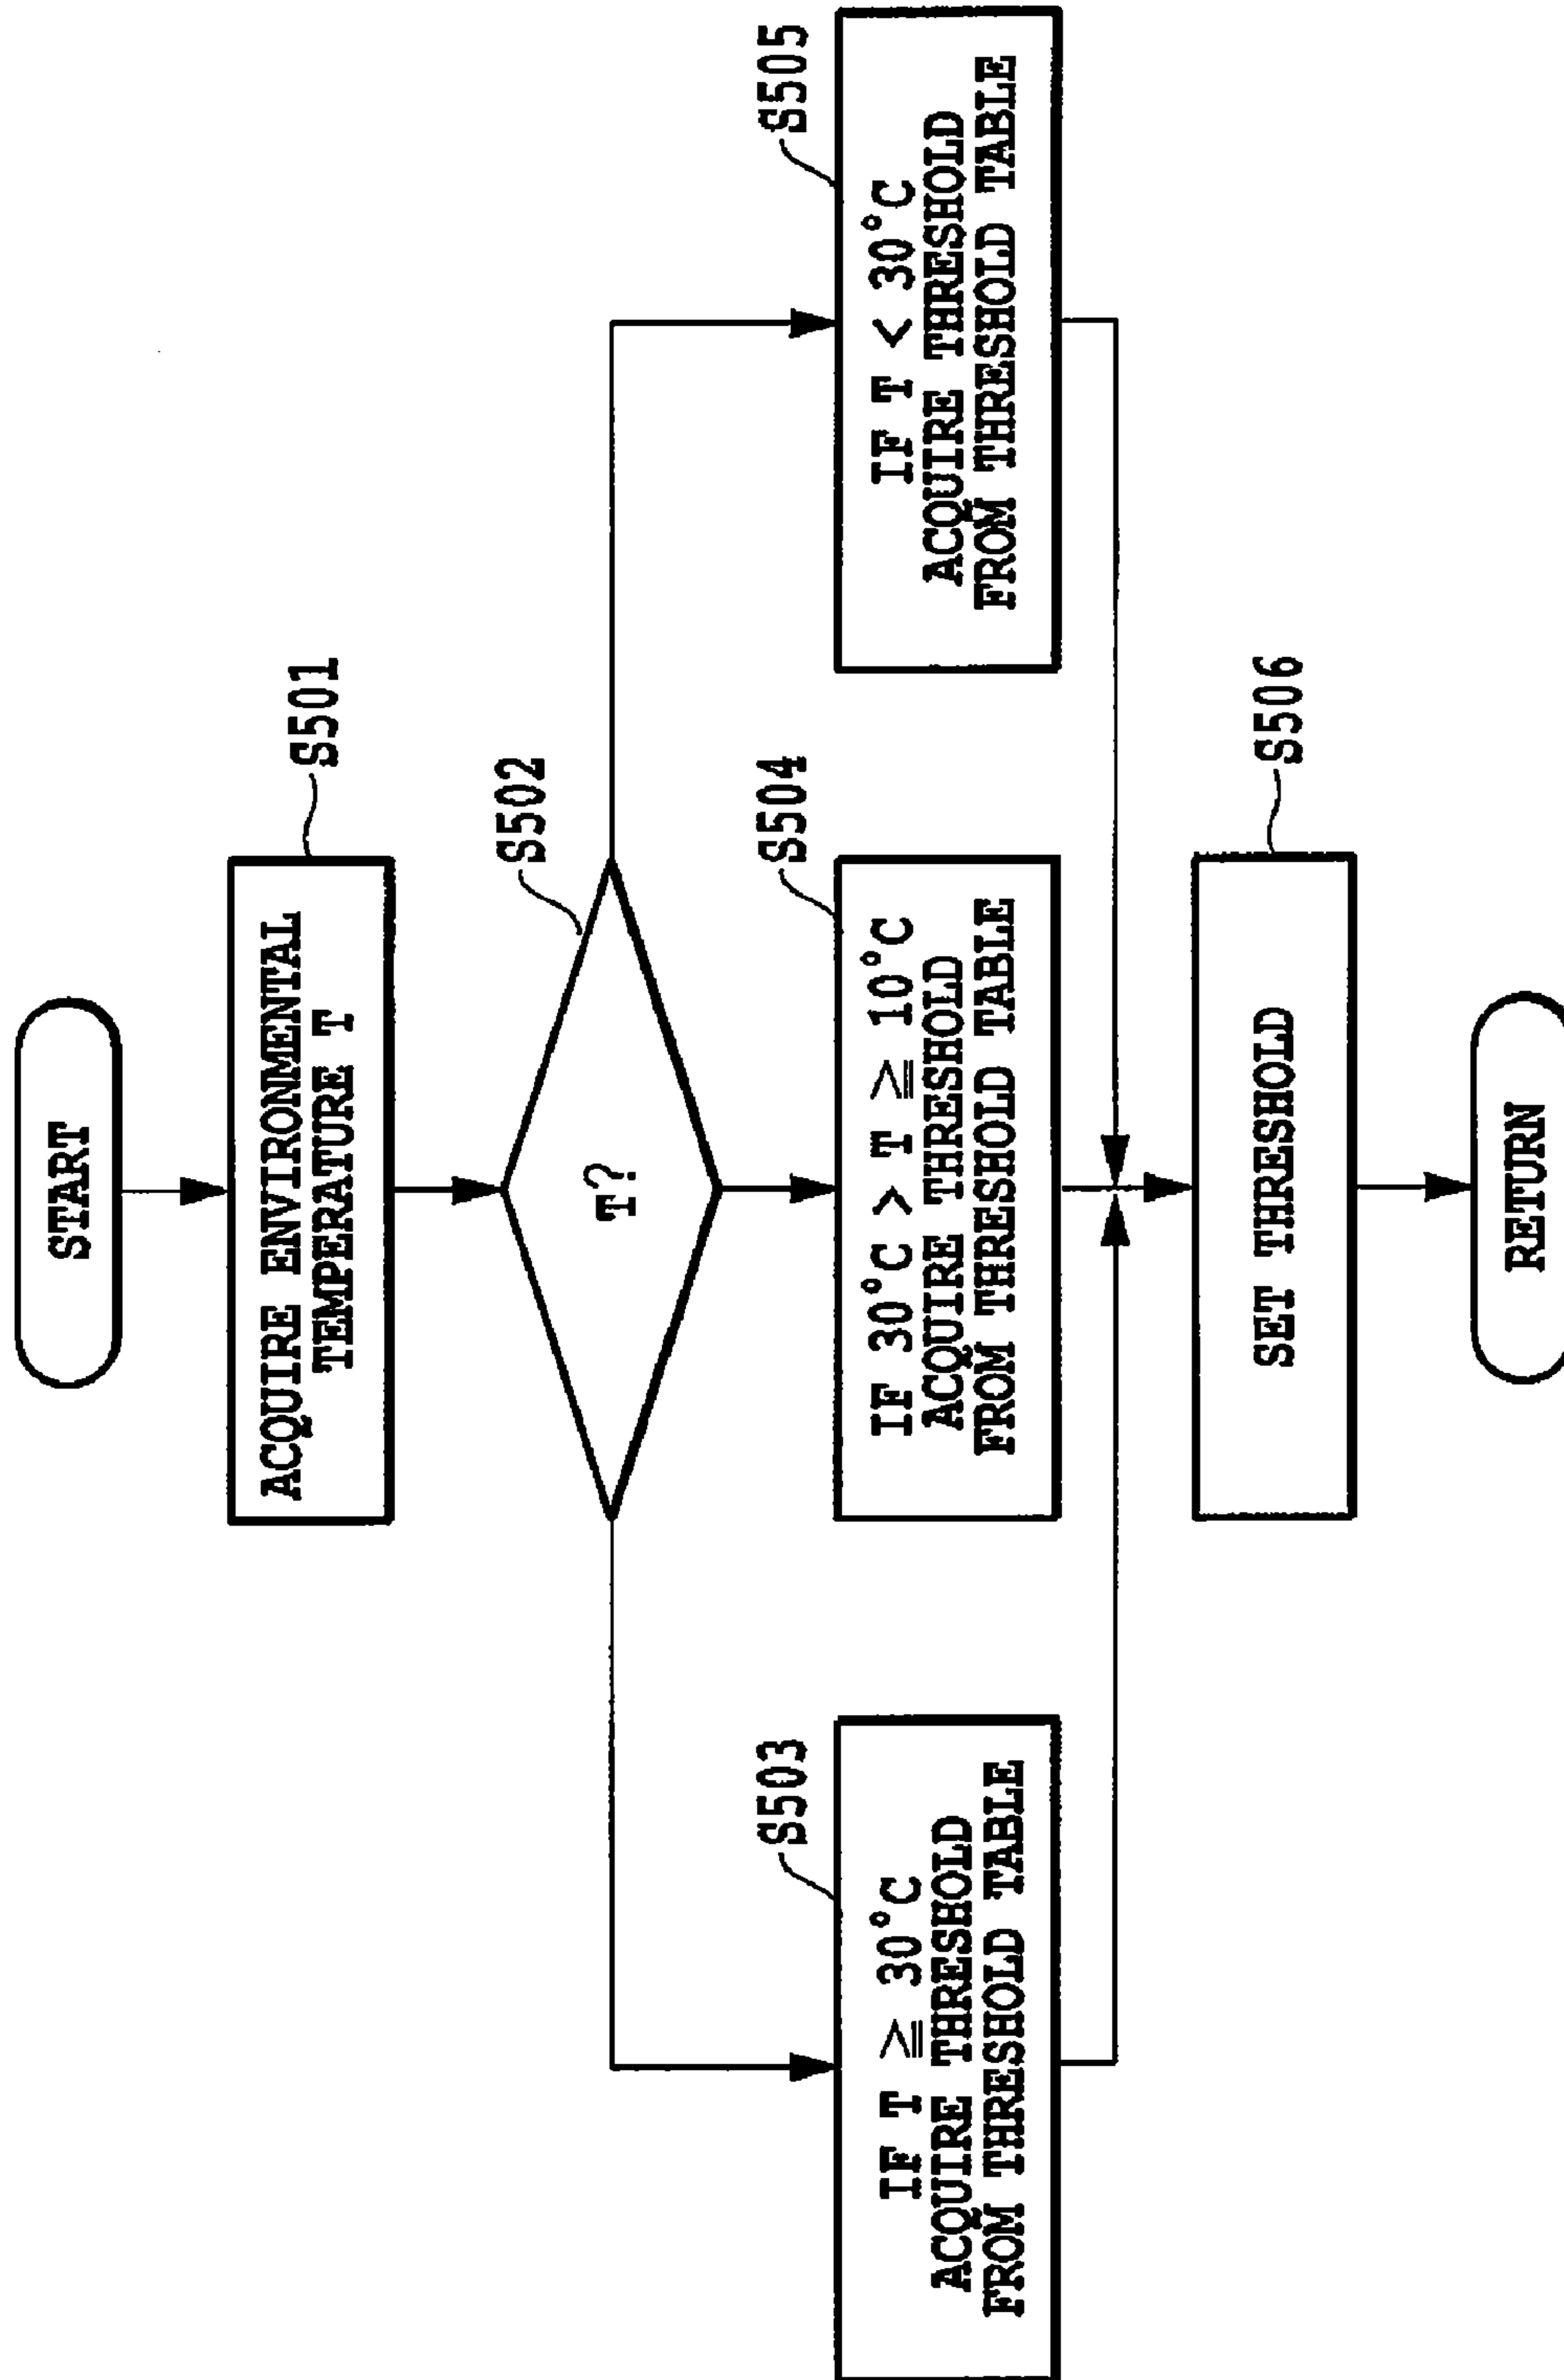 START
S501
ACQUIRE ENVIRONMENTAL
TEMPERATURE T
S502
T?
S503
IF T ≧ 30°C
ACQUIRE THRESHOLD
FROM THRESHOLD TABLE
S504
IF 30°C > T ≧ 10°C
ACQUIRE THRESHOLD
FROM THRESHOLD TABLE
S505
IF T < 30°C
ACQUIRE THRESHOLD
FROM THRESHOLD TABLE
S506
SET THRESHOLD
RETURN